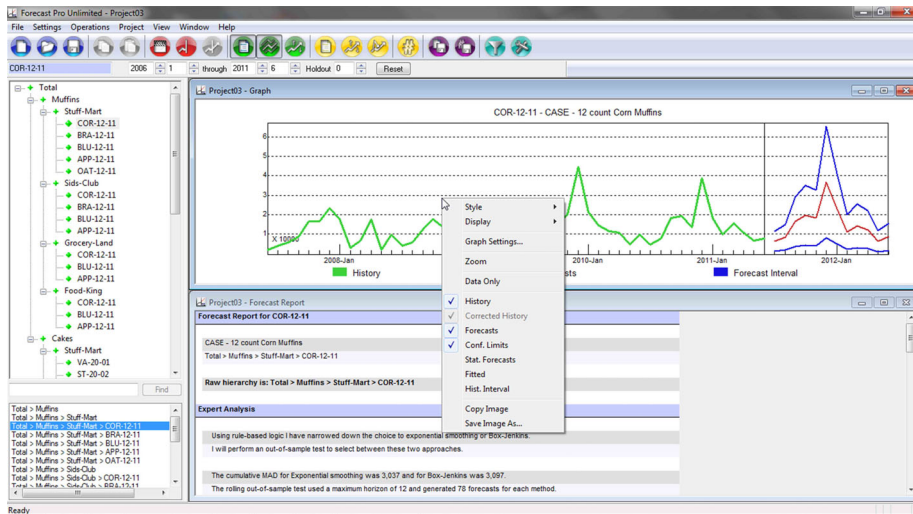 Forecast Pro Unlimited - Project03
File Settings Operations Project View Window Help
COR-12-11 2006 1 through 2011 6 Holdout 0 Reset
Total
Muffins
Stuff-Mart
COR-12-11
BRA-12-11
BLU-12-11
APP-12-11
OAT-12-11
Sids-Club
COR-12-11
BRA-12-11
BLU-12-11
APP-12-11
Grocery-Land
COR-12-11
BLU-12-11
APP-12-11
Food-King
COR-12-11
BLU-12-11
APP-12-11
Cakes
Stuff-Mart
VA-20-01
ST-20-02
Find
Total > Muffins
Total > Muffins > Stuff-Mart
Total > Muffins > Stuff-Mart > COR-12-11
Total > Muffins > Stuff-Mart > BRA-12-11
Total > Muffins > Stuff-Mart > BLU-12-11
Total > Muffins > Stuff-Mart > APP-12-11
Total > Muffins > Stuff-Mart > OAT-12-11
Total > Muffins > Sids-Club
Total > Muffins > Sids-Club > COR-12-11
Total > Muffins > Sids-Club > BRA-12-11
Project03 - Graph
COR-12-11 - CASE - 12 count Corn Muffins
6
5
4
3
2
1
X 10000
2008-Jan 2010-Jan 2011-Jan 2012-Jan
History sts Forecast Interval
Style
Display
Graph Settings...
Zoom
Data Only
History
Corrected History
Forecasts
Conf. Limits
Stat. Forecasts
Fitted
Hist. Interval
Copy Image
Save Image As...
Project03 - Forecast Report
Forecast Report for COR-12-11
CASE - 12 count Corn Muffins
Total > Muffins > Stuff-Mart > COR-12-11
Raw hierarchy is: Total > Muffins > Stuff-Mart > COR-12-11
Expert Analysis
Using rule-based logic I have narrowed down the choice to exponential smoothing or Box-Jenkins.
I will perform an out-of-sample test to select between these two approaches.
The cumulative MAD for Exponential smoothing was 3,037 and for Box-Jenkins was 3,097.
The rolling out-of-sample test used a maximum horizon of 12 and generated 78 forecasts for each method.
Ready